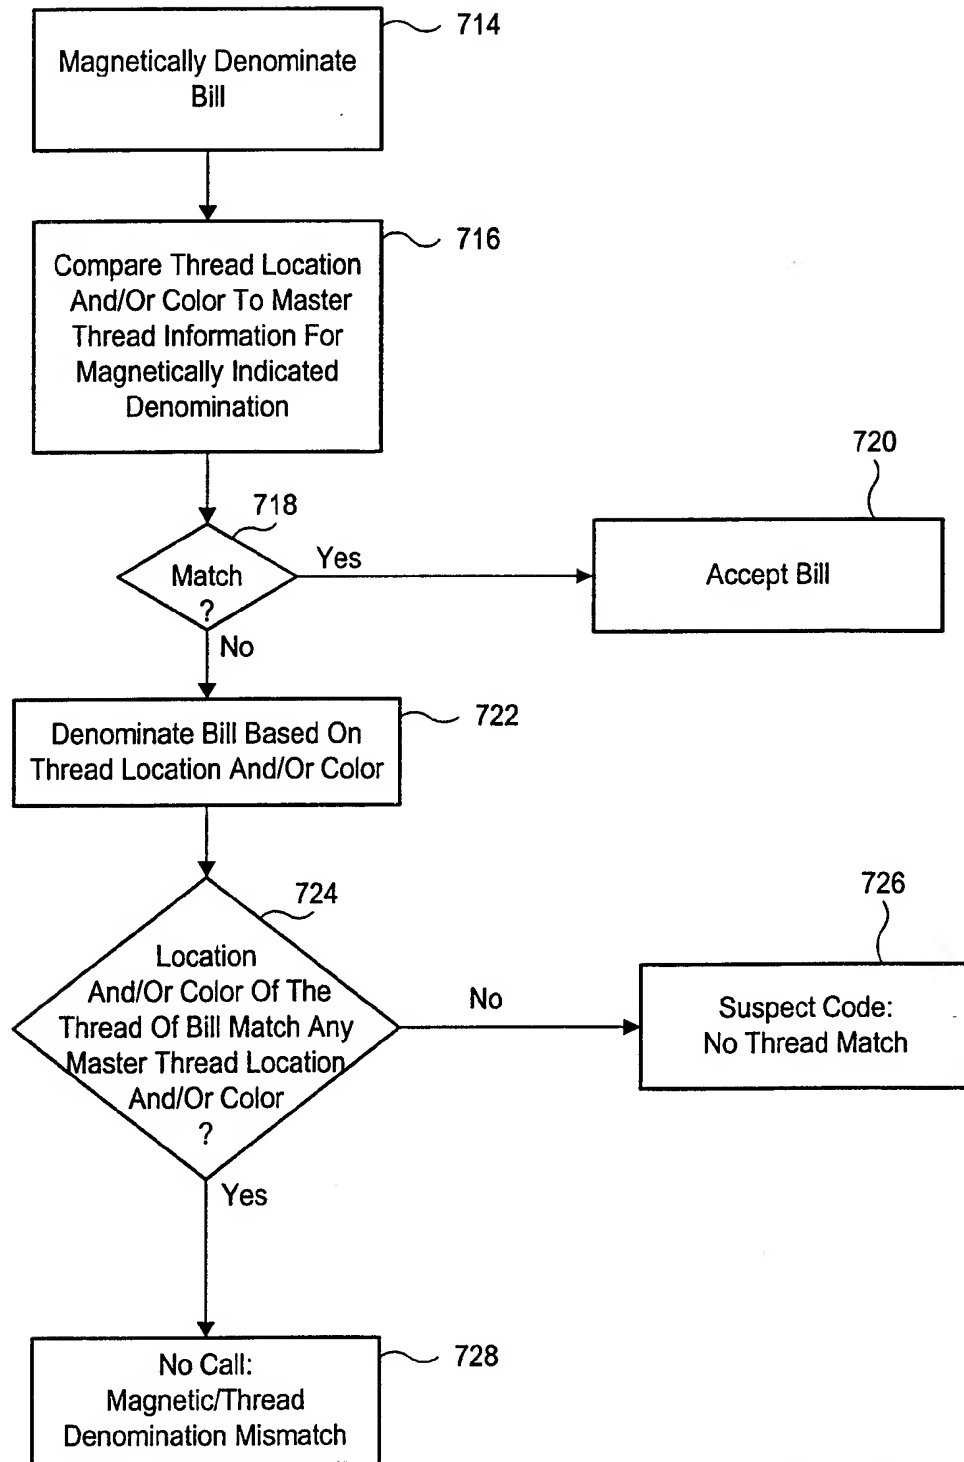 714
Magnetically Denominate
Bill
716
Compare Thread Location
And/Or Color To Master
Thread Information For
Magnetically Indicated
Denomination
718
Match
?
Yes
720
Accept Bill
No
722
Denominate Bill Based On
Thread Location And/Or Color
724
Location
And/Or Color Of The
Thread Of Bill Match Any
Master Thread Location
And/Or Color
?
No
726
Suspect Code:
No Thread Match
Yes
728
No Call:
Magnetic/Thread
Denomination Mismatch